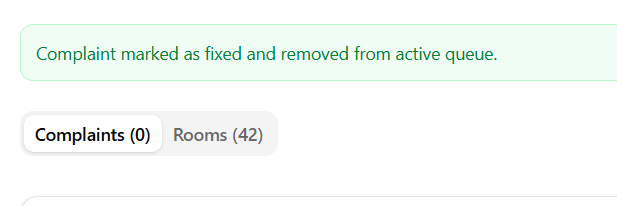 Complaint marked as fixed and removed from active queue.
Complaints (0) Rooms (42)